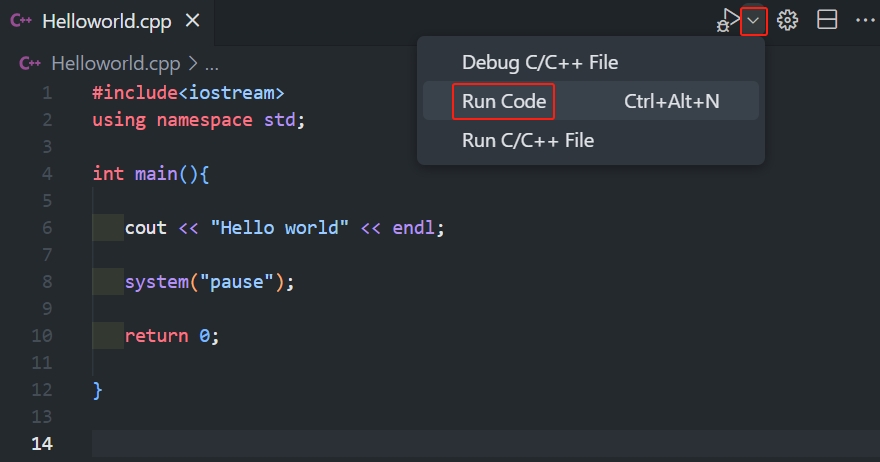 C++ Helloworld.cpp ×
C++ Helloworld.cpp > ...
Debug C/C++ File
Run Code Ctrl+Alt+N
Run C/C++ File
1 #include<iostream>
2 using namespace std;
3
4 int main(){
5
6 cout << "Hello world" << endl;
7
8 system("pause");
9
10 return 0;
11
12 }
13
14